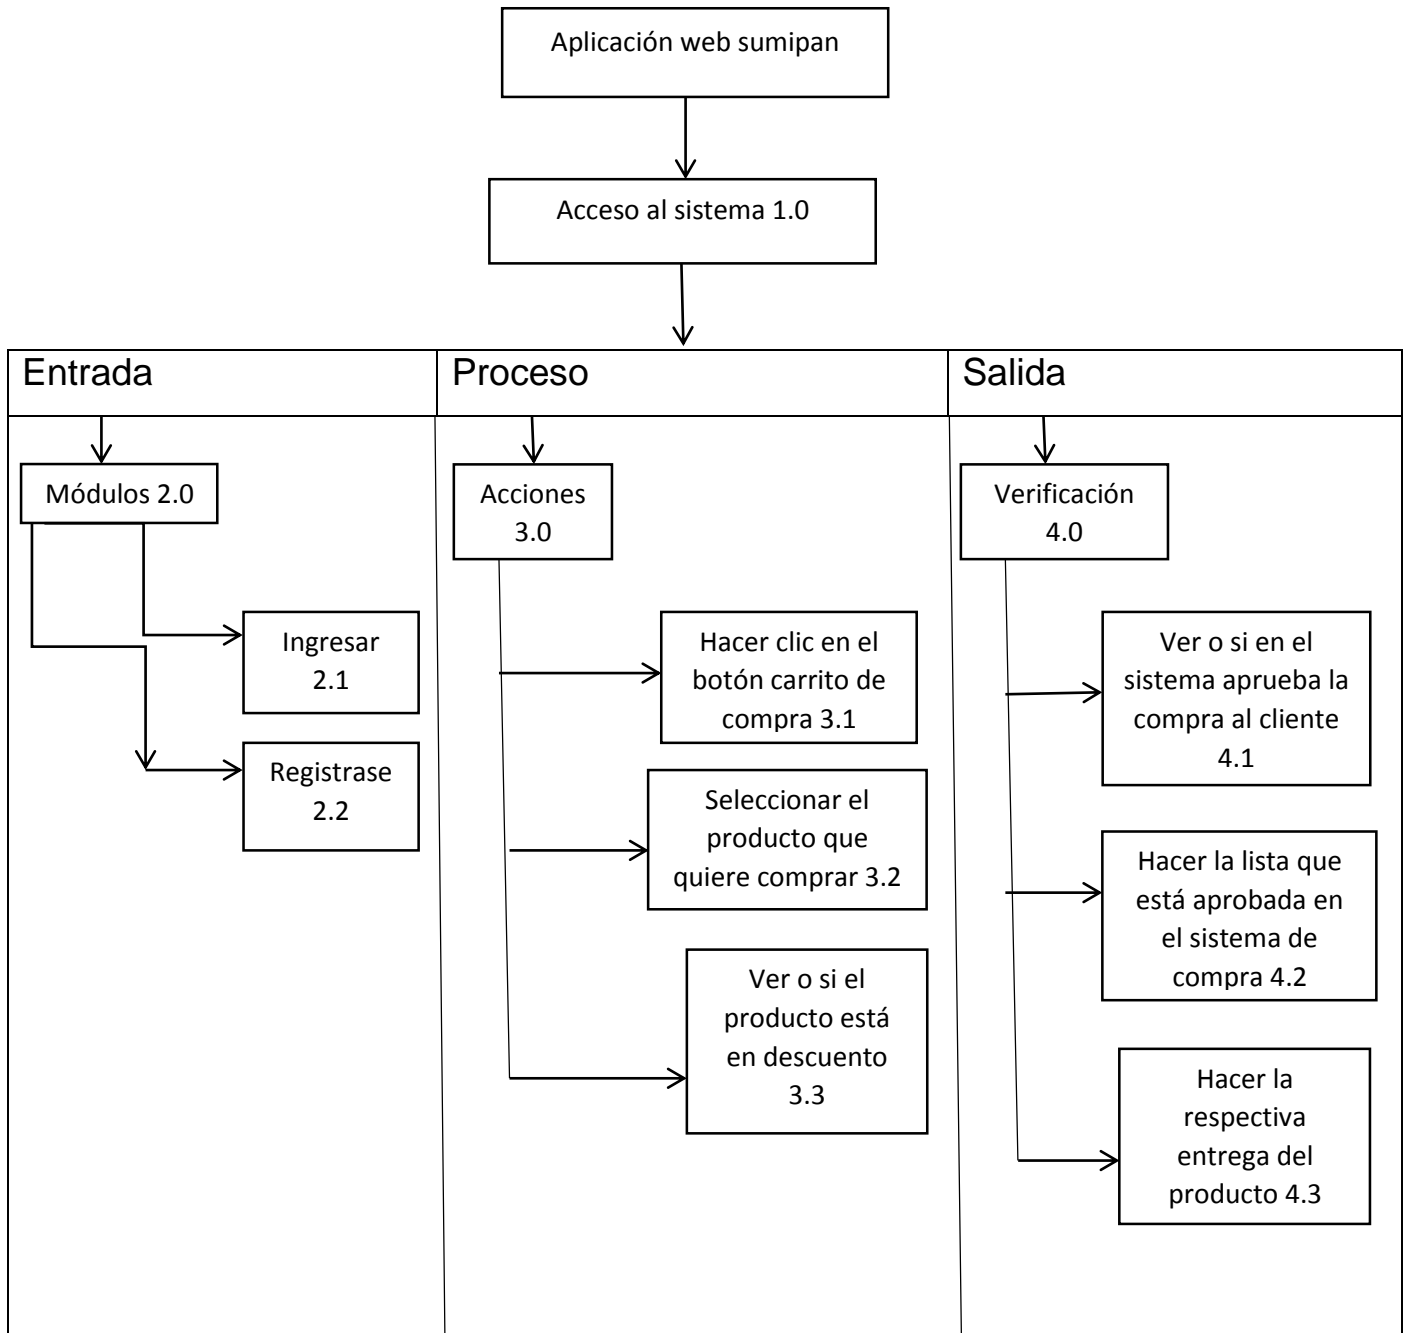 Aplicación web sumipan
Acceso al sistema 1.0
Entrada
Proceso
Salida
Módulos 2.0
Acciones
3.0
Verificación
4.0
Ingresar
2.1
Registrase
2.2
Hacer clic en el
botón carrito de
compra 3.1
Seleccionar el
producto que
quiere comprar 3.2
Ver o si el
producto está
en descuento
3.3
Ver o si en el
sistema aprueba la
compra al cliente
4.1
Hacer la lista que
está aprobada en
el sistema de
compra 4.2
Hacer la
respectiva
entrega del
producto 4.3